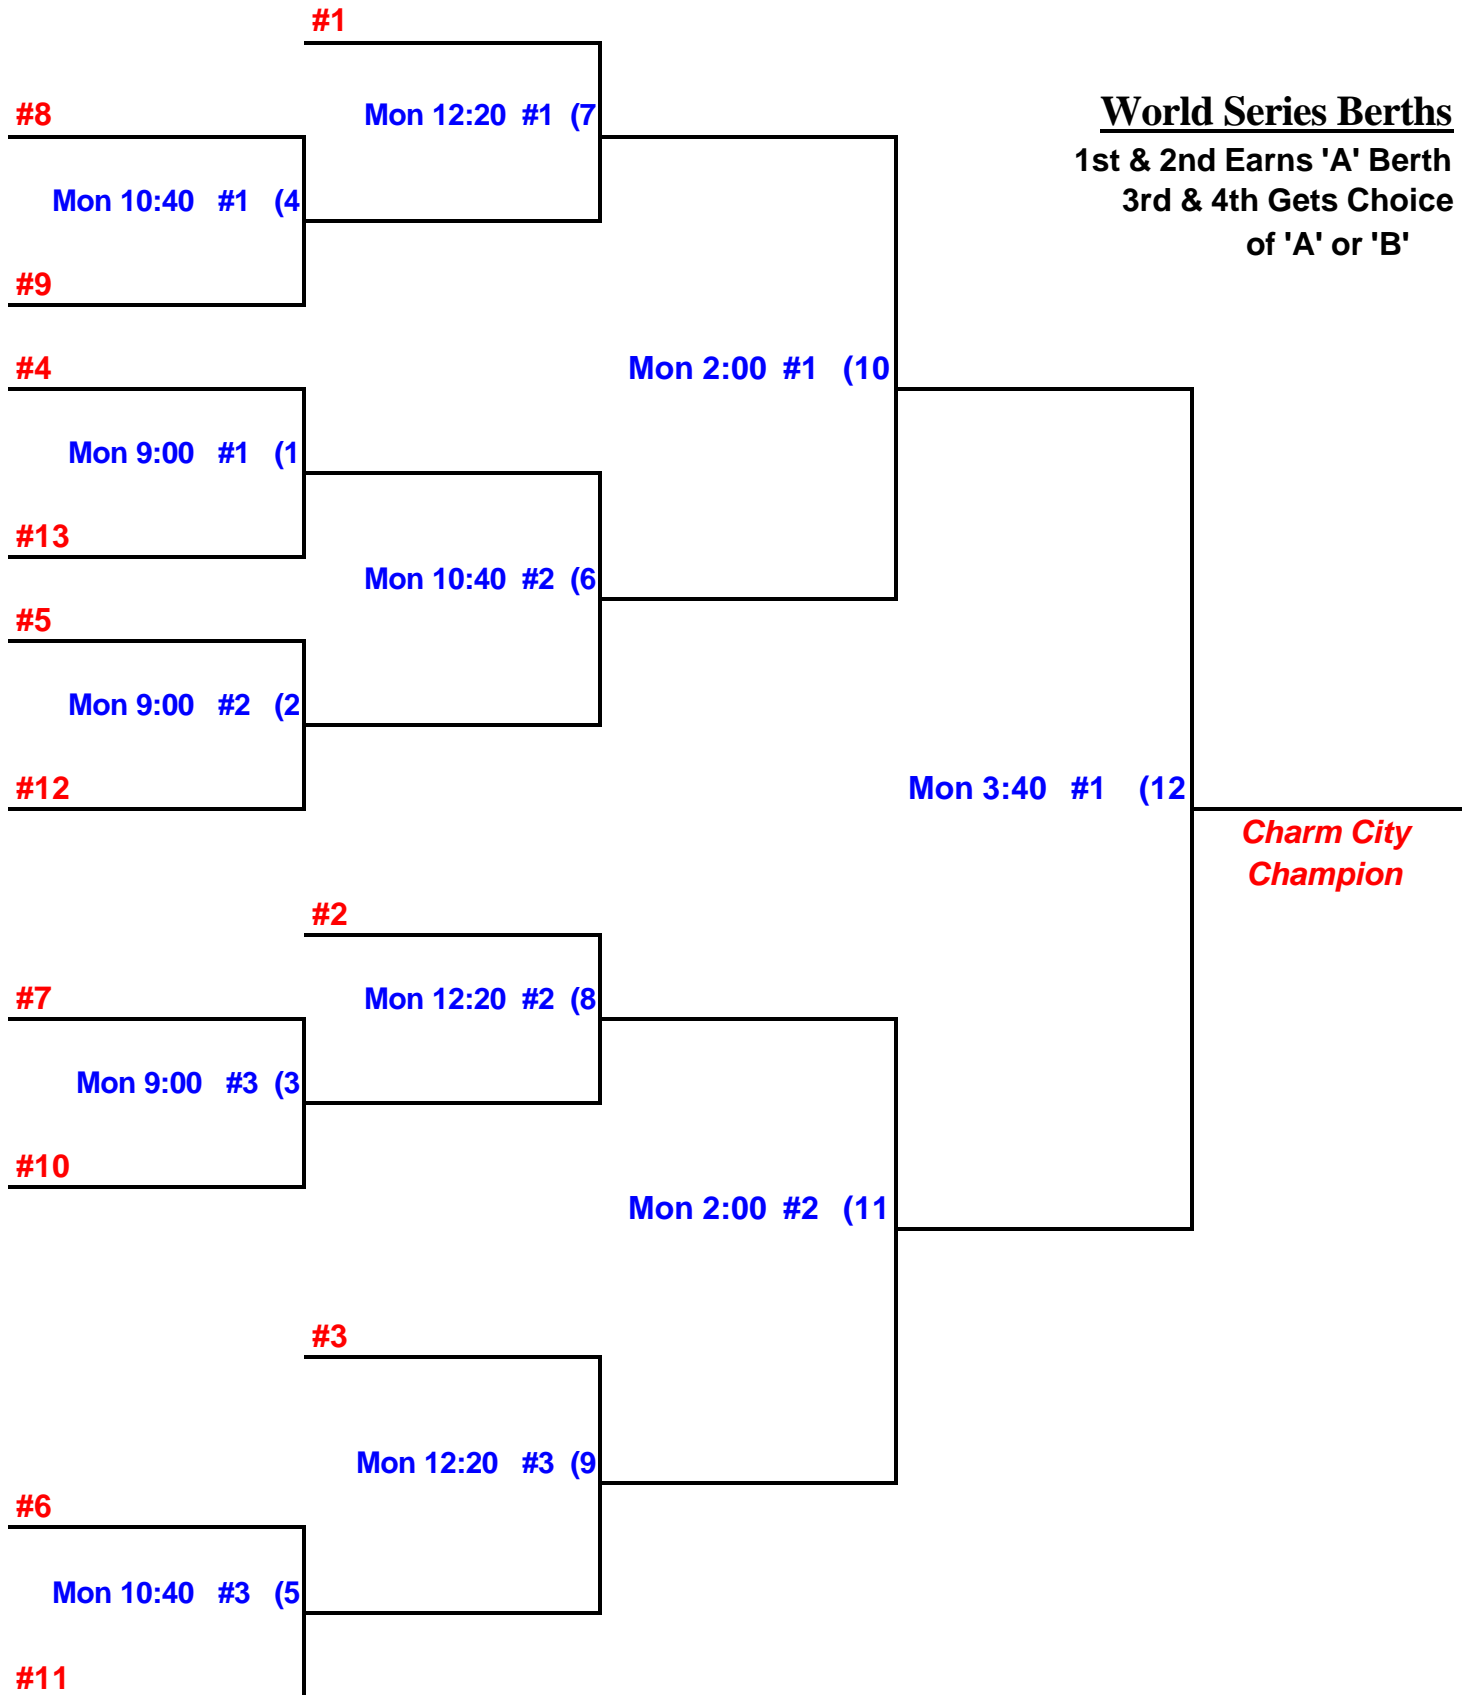 #1
#8
Mon 12:20 #1 (7
World Series Berths
1st & 2nd Earns 'A' Berth
Mon 10:40 #1 (4
3rd & 4th Gets Choice
of 'A' or 'B'
#9
#4
Mon 2:00 #1 (10
Mon 9:00 #1 (1
#13
Mon 10:40 #2 (6
#5
Mon 9:00 #2 (2
#12
Mon 3:40 #1 (12
Charm City
Champion
#2
#7
Mon 12:20 #2 (8
Mon 9:00 #3 (3
#10
Mon 2:00 #2 (11
#3
Mon 12:20 #3 (9
#6
Mon 10:40 #3 (5
#11